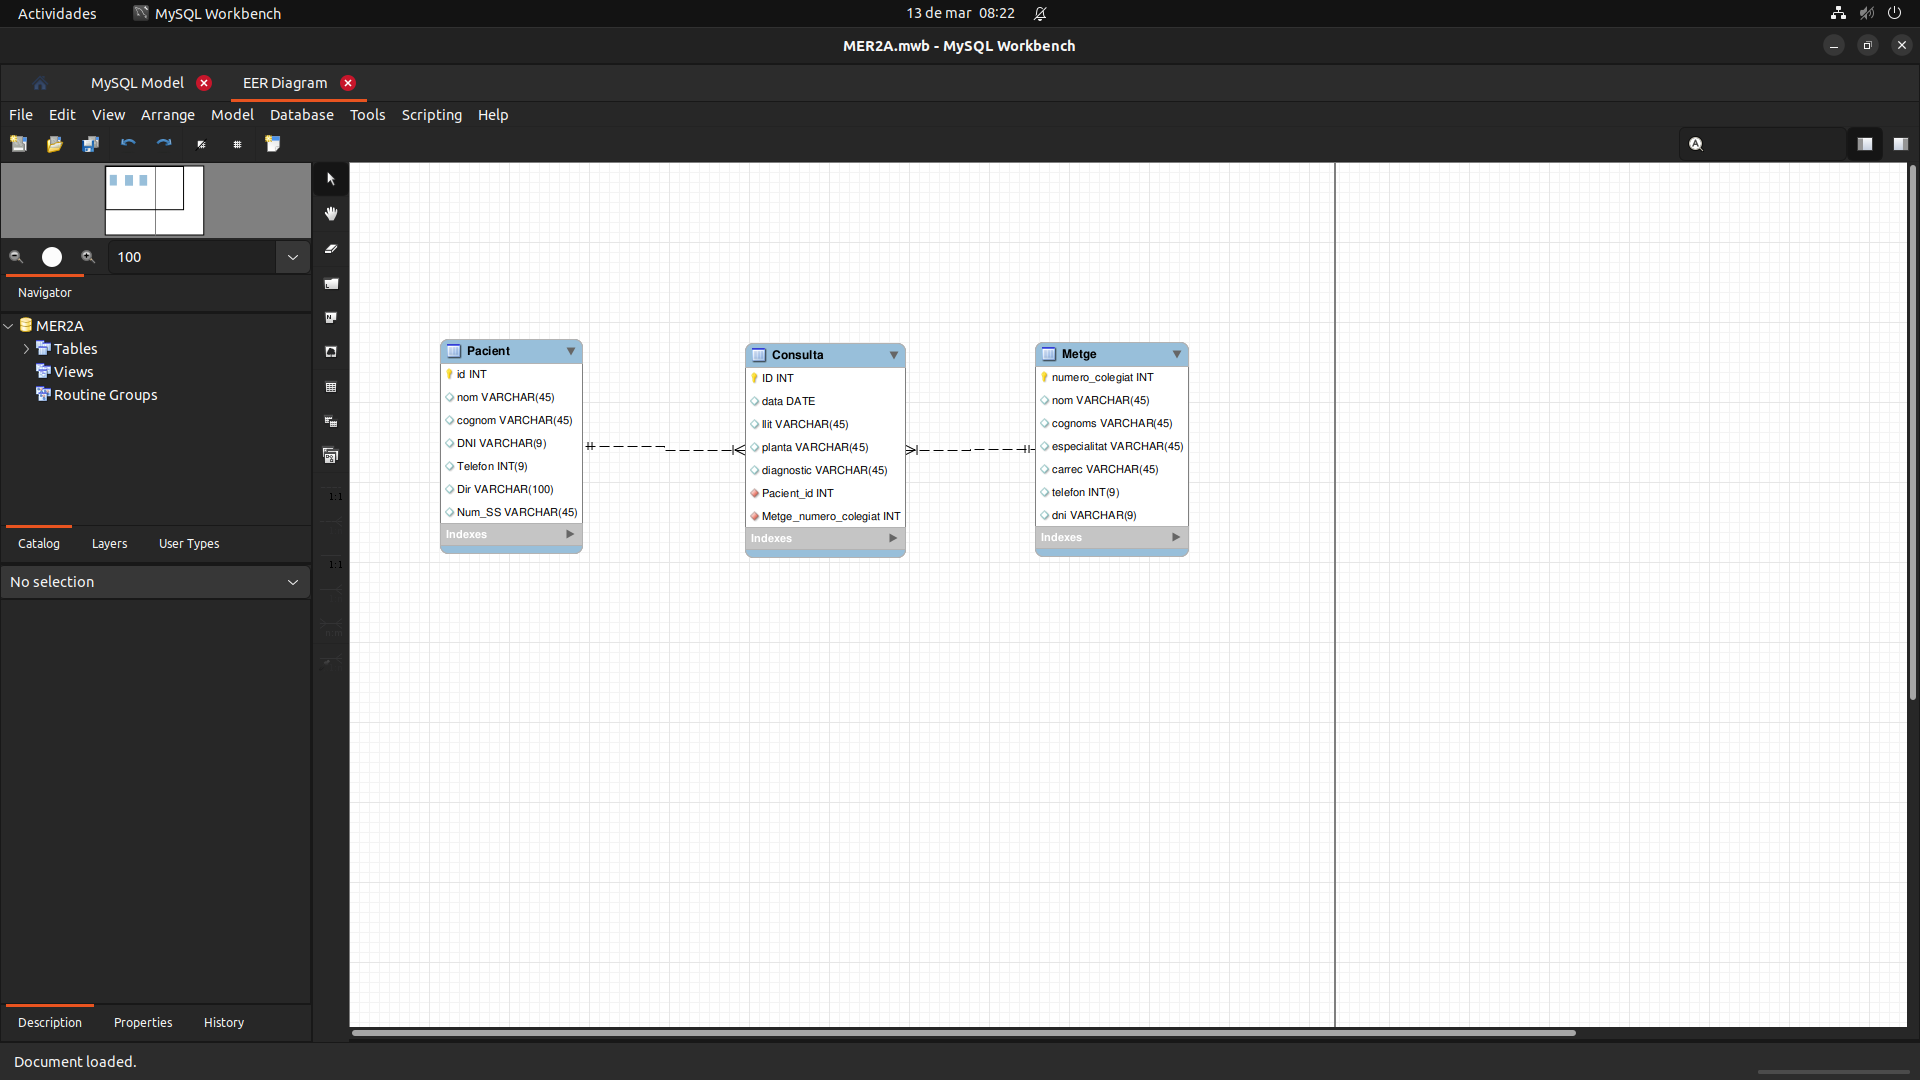 Actividades
MySQL Workbench
13 de mar 08:22
MER2A.mwb - MySQL Workbench
MySQL Model
EER Diagram
File Edit View Arrange Model Database Tools Scripting Help
100
Navigator
MER2A
Tables
Views
Routine Groups
Catalog Layers User Types
No selection
Description Properties History
Document loaded.
1:1
1:1
Pacient
id INT
nom VARCHAR(45)
cognom VARCHAR(45)
DNI VARCHAR(9)
Telefon INT(9)
Dir VARCHAR(100)
Num_SS VARCHAR(45)
Indexes
Consulta
ID INT
data DATE
llit VARCHAR(45)
planta VARCHAR(45)
diagnostic VARCHAR(45)
Pacient_id INT
Metge_numero_colegiat INT
Indexes
Metge
numero_colegiat INT
nom VARCHAR(45)
cognoms VARCHAR(45)
especialitat VARCHAR(45)
carrec VARCHAR(45)
telefon INT(9)
dni VARCHAR(9)
Indexes